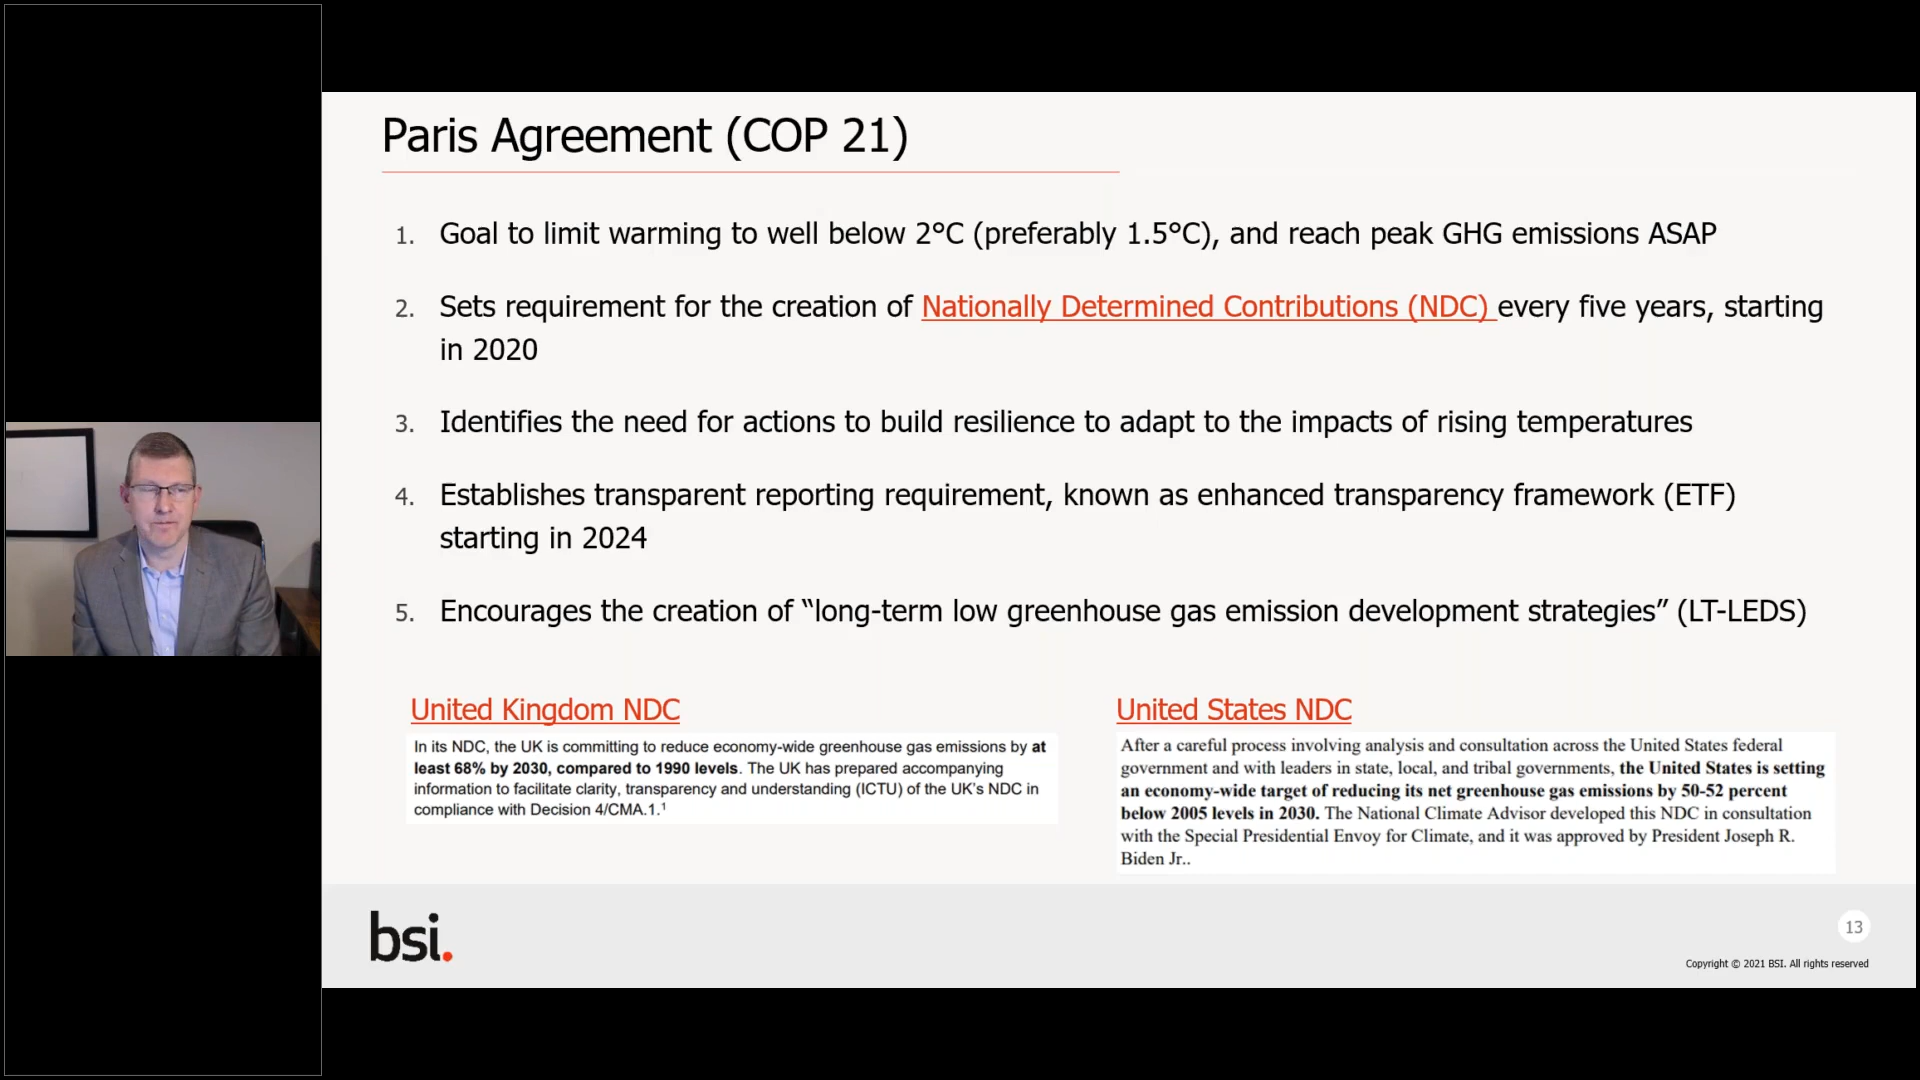 Paris Agreement (COP 21)
1. Goal to limit warming to well below 2°C (preferably 1.5°C), and reach peak GHG emissions ASAP
2. Sets requirement for the creation of Nationally Determined Contributions (NDC) every five years, starting
in 2020
3. Identifies the need for actions to build resilience to adapt to the impacts of rising temperatures
4. Establishes transparent reporting requirement, known as enhanced transparency framework (ETF)
starting in 2024
5. Encourages the creation of “long-term low greenhouse gas emission development strategies” (LT-LEDS)
United Kingdom NDC
In its NDC, the UK is committing to reduce economy-wide greenhouse gas emissions by at
least 68% by 2030, compared to 1990 levels. The UK has prepared accompanying
information to facilitate clarity, transparency and understanding (ICTU) of the UK's NDC in
compliance with Decision 4/CMA.1.¹
United States NDC
After a careful process involving analysis and consultation across the United States federal
government and with leaders in state, local, and tribal governments, the United States is setting
an economy-wide target of reducing its net greenhouse gas emissions by 50-52 percent
below 2005 levels in 2030. The National Climate Advisor developed this NDC in consultation
with the Special Presidential Envoy for Climate, and it was approved by President Joseph R.
Biden Jr..
bsi.
13
Copyright © 2021 BSI. All rights reserved